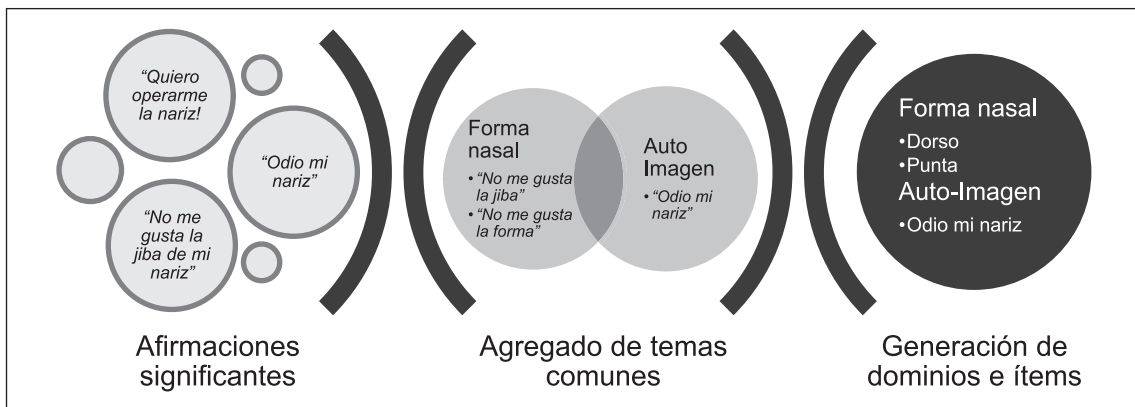 “Quiero
operarme
la nariz!
“Odio mi
nariz”
“No me
gusta la
jiba de mi
nariz”
Afirmaciones
significantes
Forma
nasal
•“No me gusta
la jiba”
•“No me gusta
la forma”
Auto
Imagen
•“Odio mi
nariz”
Agregado de temas
comunes
Forma nasal
•Dorso
•Punta
Auto-Imagen
•Odio mi nariz
Generación de
dominios e ítems